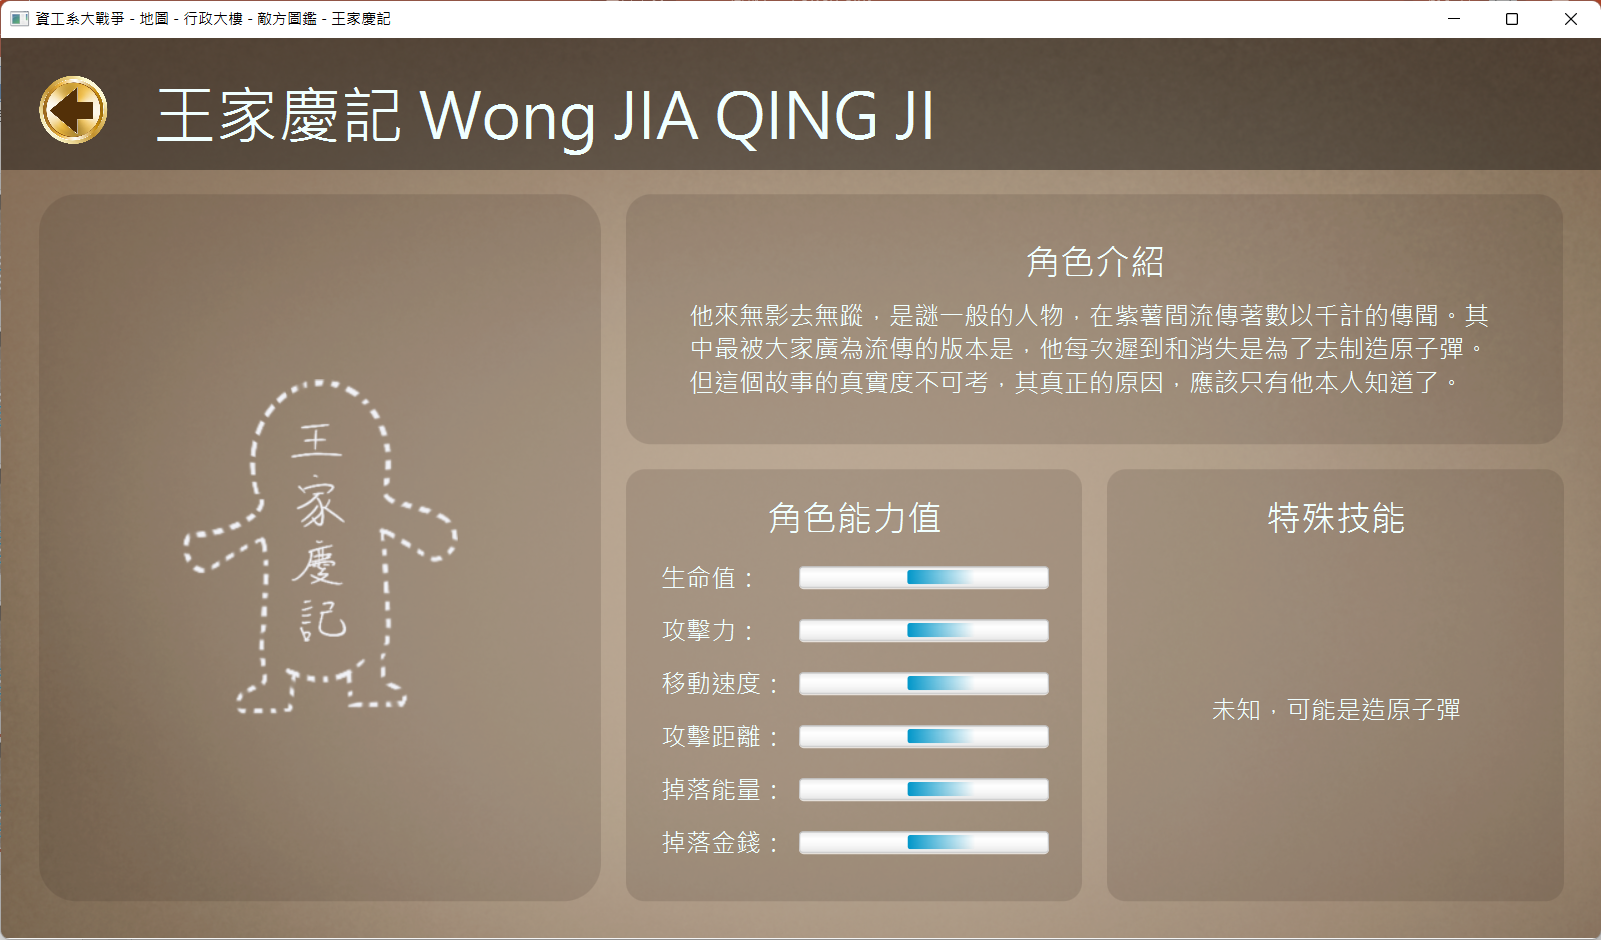 資工系大戰爭 - 地圖 - 行政大樓 - 敵方圖鑑 - 王家慶記
王家慶記 Wong JIA QING JI
王
家
慶
記
角色介紹
他來無影去無蹤，是謎一般的人物，在紫薯間流傳著數以千計的傳聞。其
中最被大家廣為流傳的版本是，他每次遲到和消失是為了去制造原子彈。
但這個故事的真實度不可考，其真正的原因，應該只有他本人知道了。
角色能力值
生命值：
攻擊力：
移動速度：
攻擊距離：
掉落能量：
掉落金錢：
特殊技能
未知，可能是造原子彈